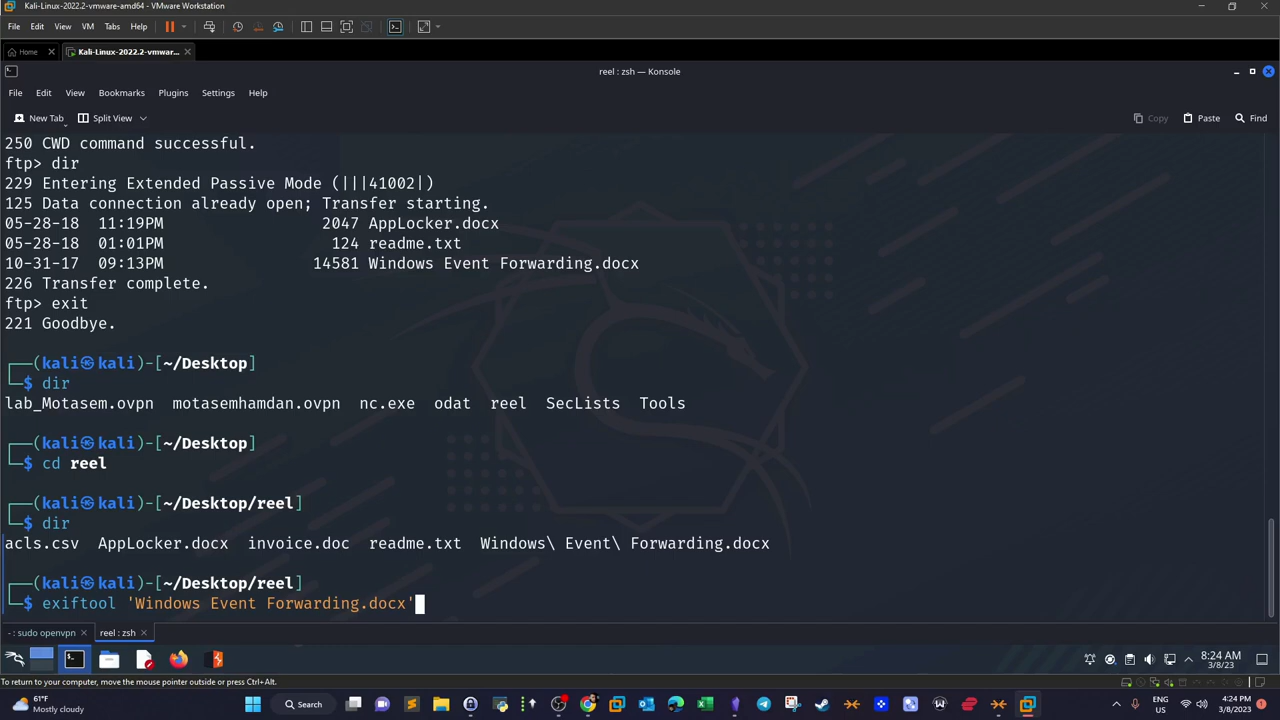 Kali-Linux-2022.2-vmware-amd64 - VMware Workstation
File Edit View VM Tabs Help
Home Kali-Linux-2022.2-vmwar...
reel : zsh — Konsole
File Edit View Bookmarks Plugins Settings Help
New Tab Split View Copy Paste Find
250 CWD command successful.
ftp> dir
229 Entering Extended Passive Mode (|||41002|)
125 Data connection already open; Transfer starting.
05-28-18 11:19PM 2047 AppLocker.docx
05-28-18 01:01PM 124 readme.txt
10-31-17 09:13PM 14581 Windows Event Forwarding.docx
226 Transfer complete.
ftp> exit
221 Goodbye.
┌──(kali㉿kali)-[~/Desktop]
└─$ dir
lab_Motasem.ovpn motasemhamdan.ovpn nc.exe odat reel SecLists Tools
┌──(kali㉿kali)-[~/Desktop]
└─$ cd reel
┌──(kali㉿kali)-[~/Desktop/reel]
└─$ dir
acls.csv AppLocker.docx invoice.doc readme.txt Windows\ Event\ Forwarding.docx
┌──(kali㉿kali)-[~/Desktop/reel]
└─$ exiftool 'Windows Event Forwarding.docx'
- : sudo openvpn reel : zsh
8:24 AM
3/8/23
To return to your computer, move the mouse pointer outside or press Ctrl+Alt.
61°F
Mostly cloudy
Search
ENG
US
4:24 PM
3/8/2023